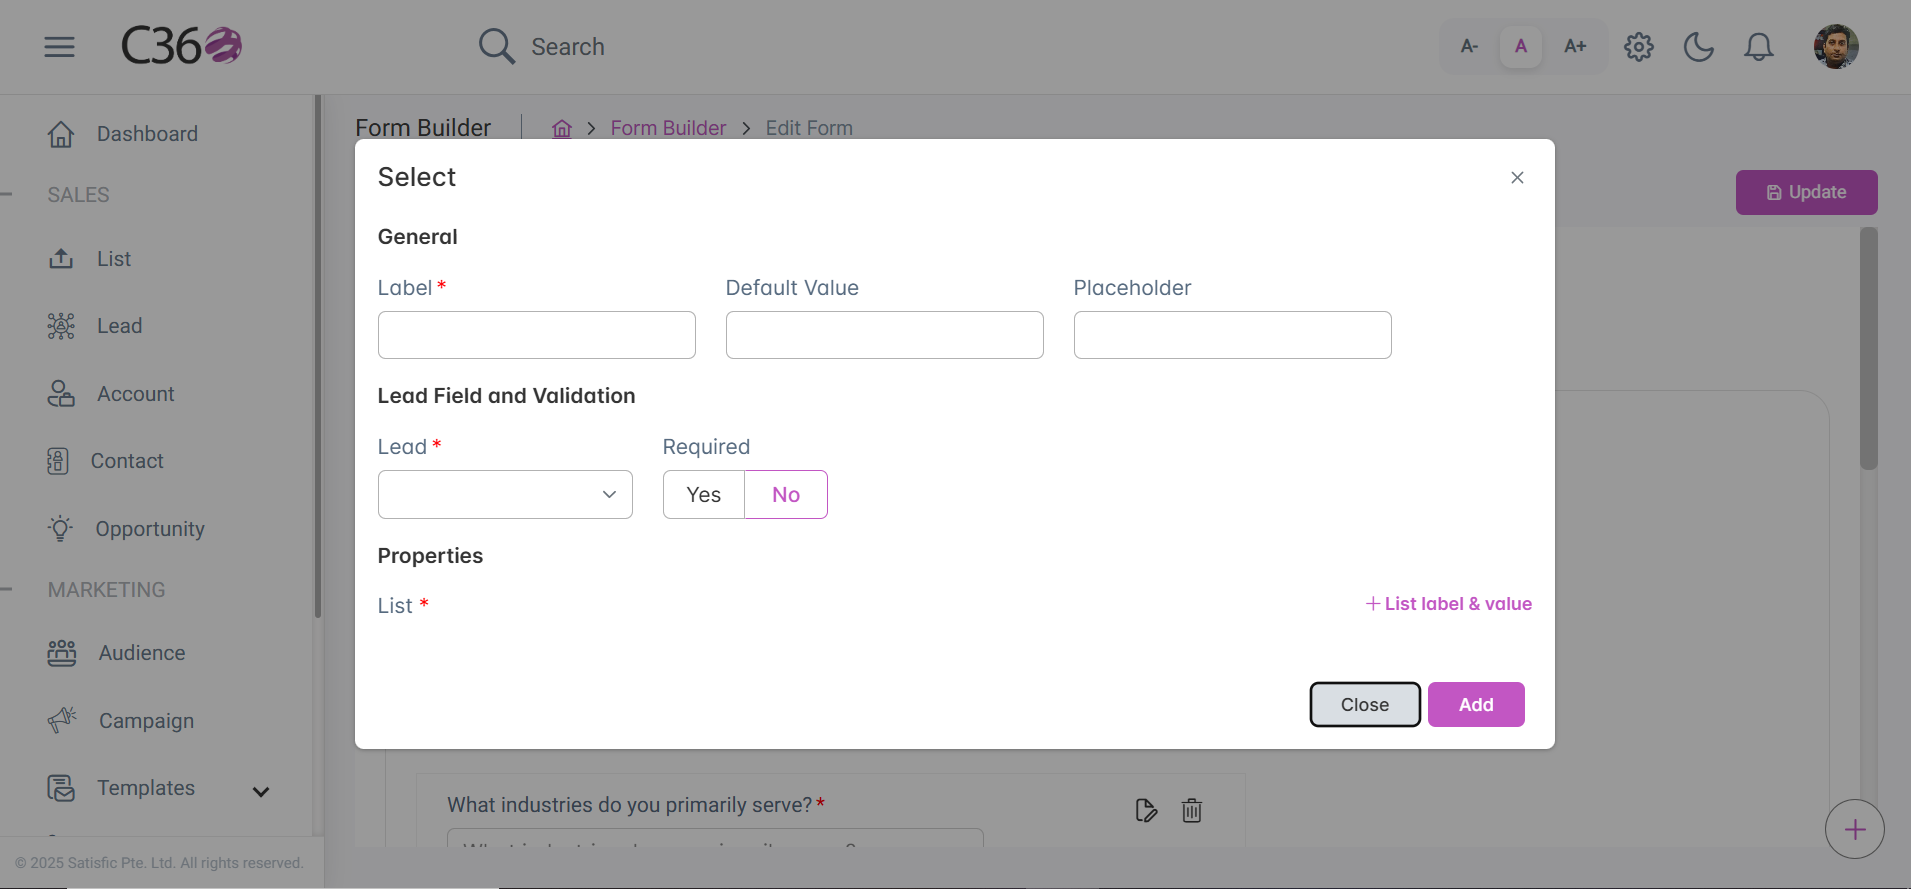 C36
Search
A-
A
A+
Dashboard
SALES
List
Lead
Account
Contact
Opportunity
MARKETING
Audience
Campaign
Templates
© 2025 Satisfic Pte. Ltd. All rights reserved.
Form Builder
Form Builder
Edit Form
Update
Select
General
Label *
Default Value
Placeholder
Lead Field and Validation
Lead *
Required
Yes
No
Properties
List *
+ List label & value
Close
Add
What industries do you primarily serve? *